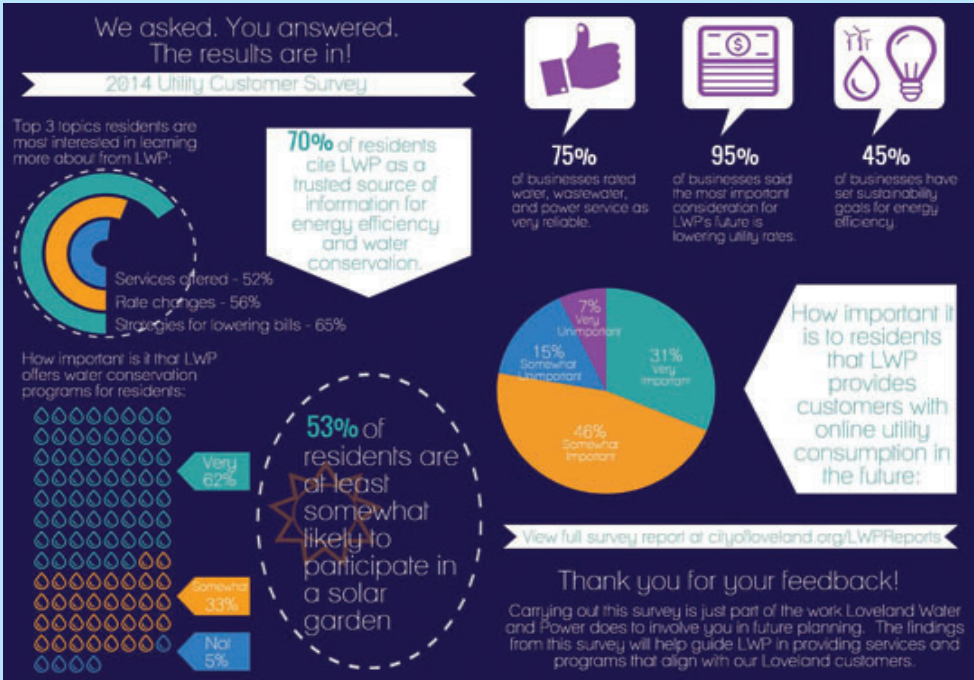 We asked. You answered.
The results are in!
2014 Utility Customer Survey
Top 3 topics residents are
most interested in learning
more about from LWP:
Services offered - 52%
Rate changes - 56%
Strategies for lowering bills - 65%
70% of residents
cite LWP as a
trusted source of
information for
energy efficiency
and water
conservation.
75%
of businesses rated
water, wastewater,
and power service as
very reliable.
$
95%
of businesses said
the most important
consideration for
LWP's future is
lowering utility rates.
45%
of businesses have
set sustainability
goals for energy
efficiency.
How important is it that LWP
offers water conservation
programs for residents:
Very
62%
Somewhat
33%
Not
5%
53% of
residents are
at least
somewhat
likely to
participate in
a solar
garden
7%
Very
Unimportant
15%
Somewhat
Unimportant
31%
Very
Important
46%
Somewhat
Important
How important it
is to residents
that LWP
provides
customers with
online utility
consumption in
the future:
View full survey report at cityofloveland.org/LWPReports
Thank you for your feedback!
Carrying out this survey is just part of the work Loveland Water
and Power does to involve you in future planning. The findings
from this survey will help guide LWP in providing services and
programs that align with our Loveland customers.